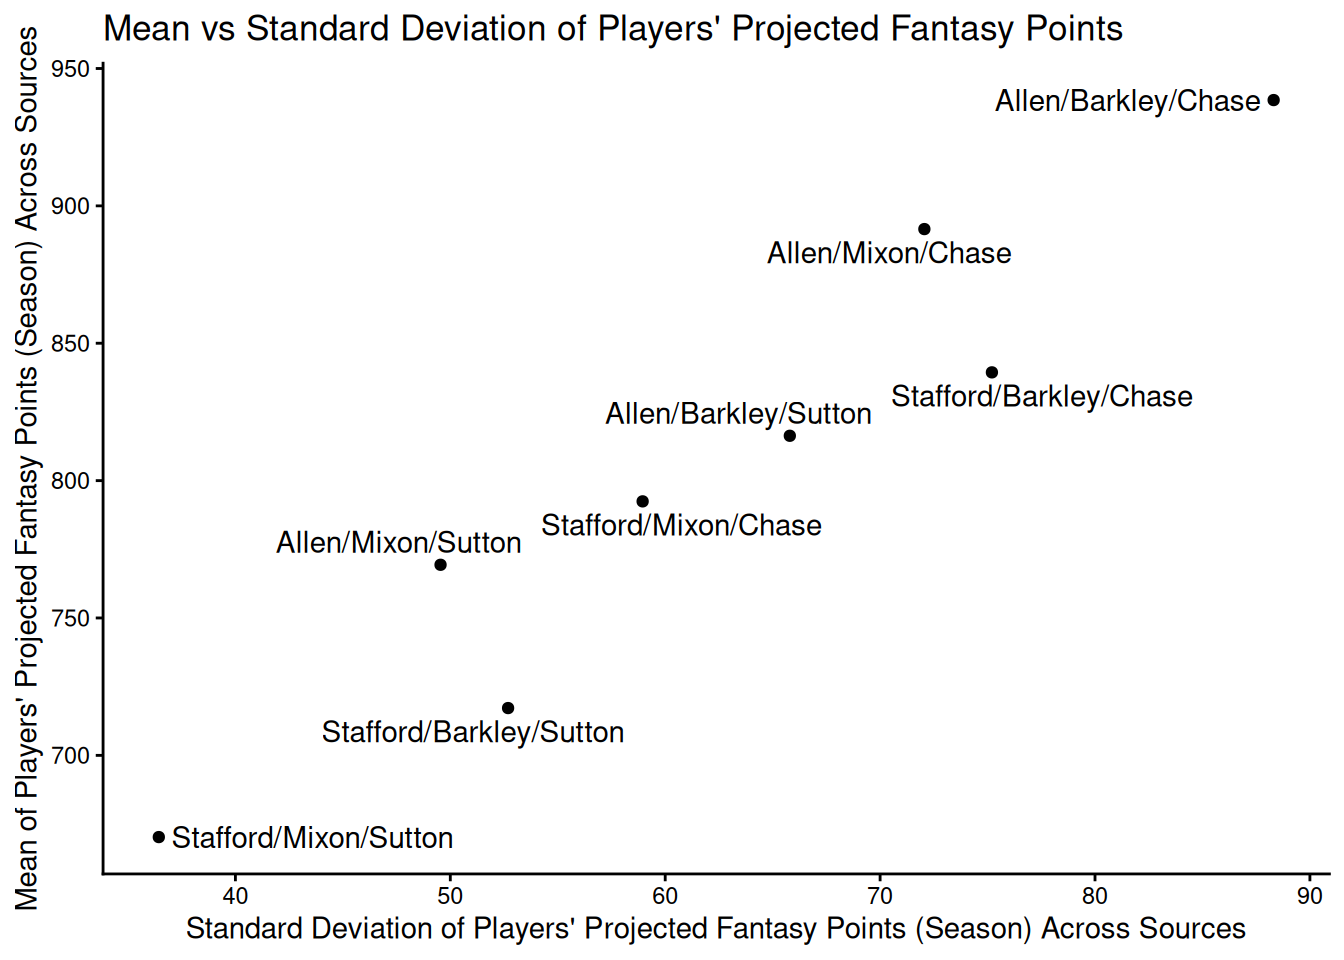 Mean vs Standard Deviation of Players' Projected Fantasy Points
Mean of Players' Projected Fantasy Points (Season) Across Sources
950
900
850
800
750
700
Allen/Barkley/Chase
Allen/Mixon/Chase
Stafford/Barkley/Chase
Allen/Barkley/Sutton
Stafford/Mixon/Chase
Allen/Mixon/Sutton
Stafford/Barkley/Sutton
Stafford/Mixon/Sutton
40 50 60 70 80 90
Standard Deviation of Players' Projected Fantasy Points (Season) Across Sources